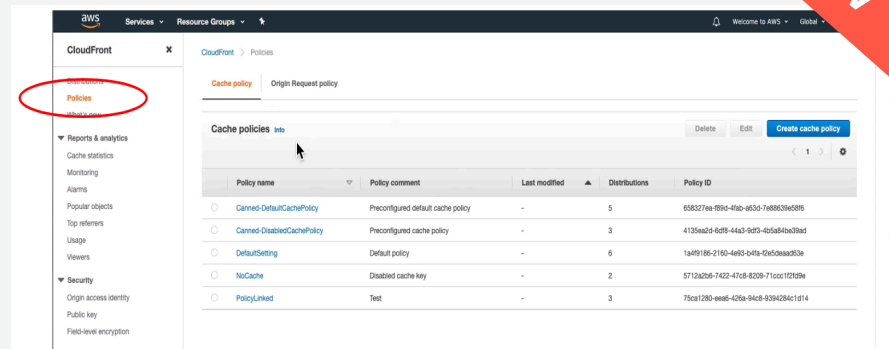 aws Services Resource Groups Welcome to AWS Global
CloudFront x
CloudFront > Policies
Distributions
Policies
What's new
Reports & analytics
Cache statistics
Monitoring
Alarms
Popular objects
Top referrers
Usage
Viewers
Security
Origin access identity
Public key
Field-level encryption
Cache policy Origin Request policy
Cache policies Info Delete Edit Create cache policy
< 1 >
Policy name Policy comment Last modified Distributions Policy ID
Canned-DefaultCachePolicy Preconfigured default cache policy - 5 658327ea-f89d-4fab-a63d-7e88639e58f6
Canned-DisabledCachePolicy Preconfigured cache policy - 3 4135ea2d-6df8-44a3-9df3-4b5a84be39ad
DefaultSetting Default policy - 6 1a4f9186-2160-4e93-b4fa-f2e5deaad63e
NoCache Disabled cache key - 2 5712a2b6-7422-47c8-8209-71ccc1f2fd9e
PolicyLinked Test - 3 75ca1280-eea6-426a-94c8-9394284c1d14